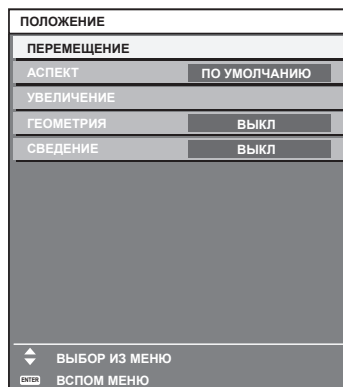 ПОЛОЖЕНИЕ
ПЕРЕМЕЩЕНИЕ
АСПЕКТ ПО УМОЛЧАНИЮ
УВЕЛИЧЕНИЕ
ГЕОМЕТРИЯ ВЫКЛ
СВЕДЕНИЕ ВЫКЛ
ВЫБОР ИЗ МЕНЮ
ENTER ВСПОМ МЕНЮ